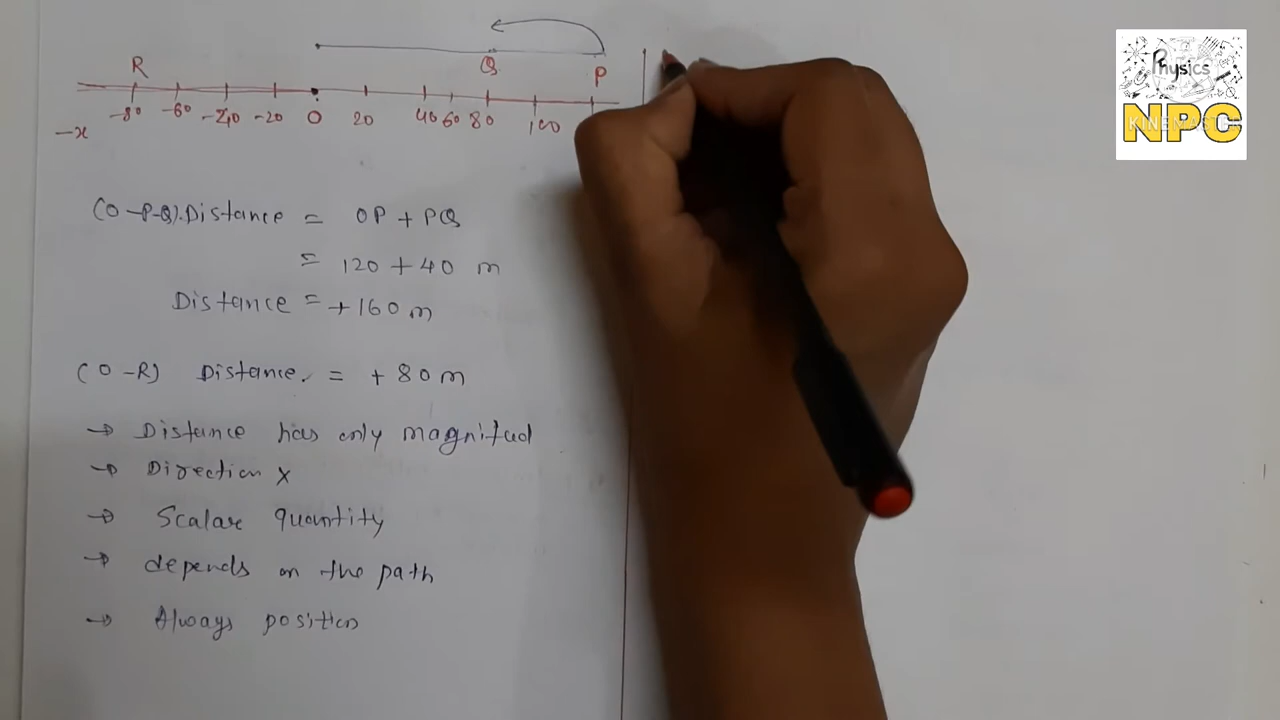 R Q P
-80 -60 -40 -20 0 20 40 60 80 100
-x
(O-P-Q). Distance = OP + PQ
= 120 + 40 m
Distance = +160 m
(O-R) Distance. = + 80 m
→ Distance has only magnitud
→ Direction X
→ Scalar quantity
→ depends on the path
→ Always
Physics
NPC
KINEMASTER